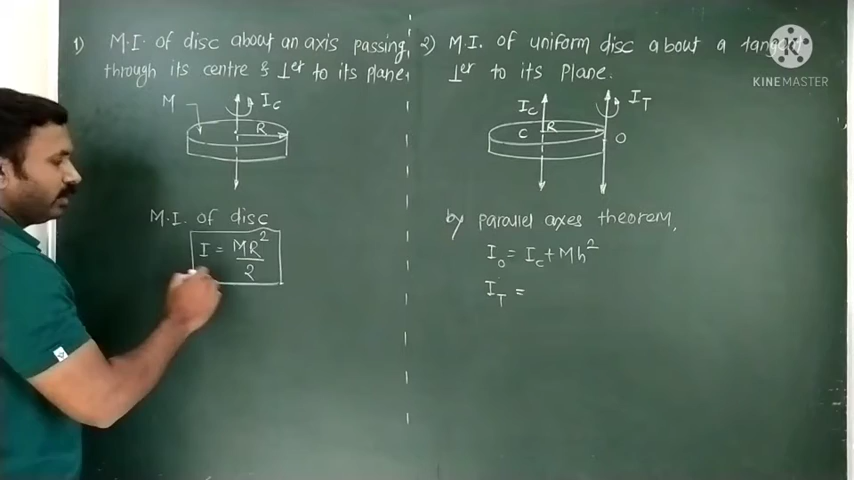 1) M.I. of disc about an axis passing
through its centre & ⊥er to its plane.
M
Ic
R
M.I. of disc
I = MR²/2
2) M.I. of uniform disc about a tangent
⊥er to its plane.
Ic
IT
C
R
O
by parallel axes theorem,
Io = Ic + Mh²
IT =
KINEMASTER